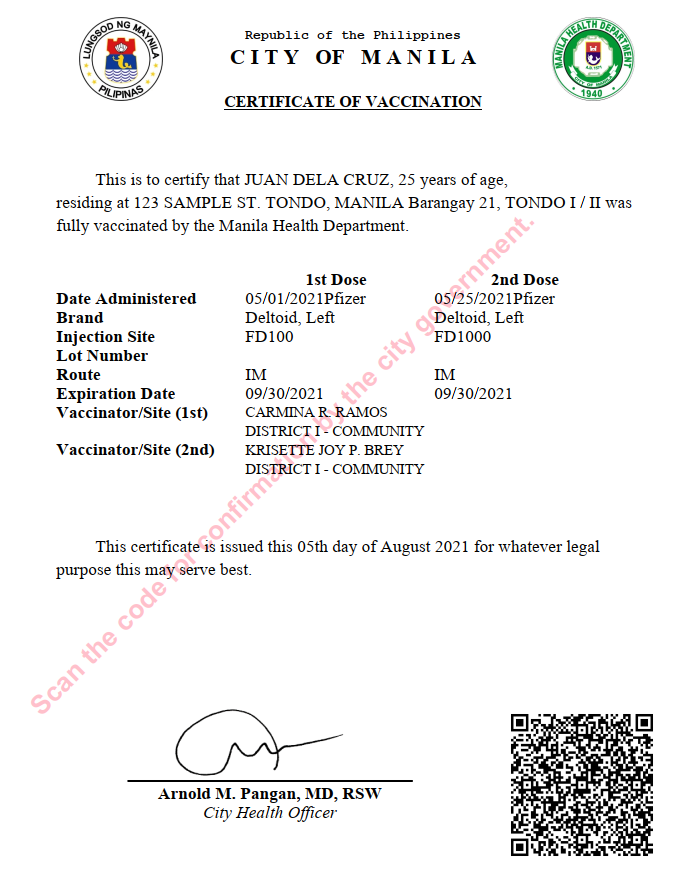 LUNGSOD NG MAYNILA
PILIPINAS
Republic of the Philippines
CITY OF MANILA
MANILA HEALTH DEPARTMENT
CITY OF MANILA
1940
CERTIFICATE OF VACCINATION
This is to certify that JUAN DELA CRUZ, 25 years of age,
residing at 123 SAMPLE ST. TONDO, MANILA Barangay 21, TONDO I / II was
fully vaccinated by the Manila Health Department.
1st Dose 2nd Dose
Date Administered 05/01/2021Pfizer 05/25/2021Pfizer
Brand Deltoid, Left Deltoid, Left
Injection Site FD100 FD1000
Lot Number
Route IM IM
Expiration Date 09/30/2021 09/30/2021
Vaccinator/Site (1st) CARMINA R. RAMOS
DISTRICT I - COMMUNITY
Vaccinator/Site (2nd) KRISETTE JOY P. BREY
DISTRICT I - COMMUNITY
This certificate is issued this 05th day of August 2021 for whatever legal
purpose this may serve best.
Scan the code for confirmation by the city government.
Arnold M. Pangan, MD, RSW
City Health Officer